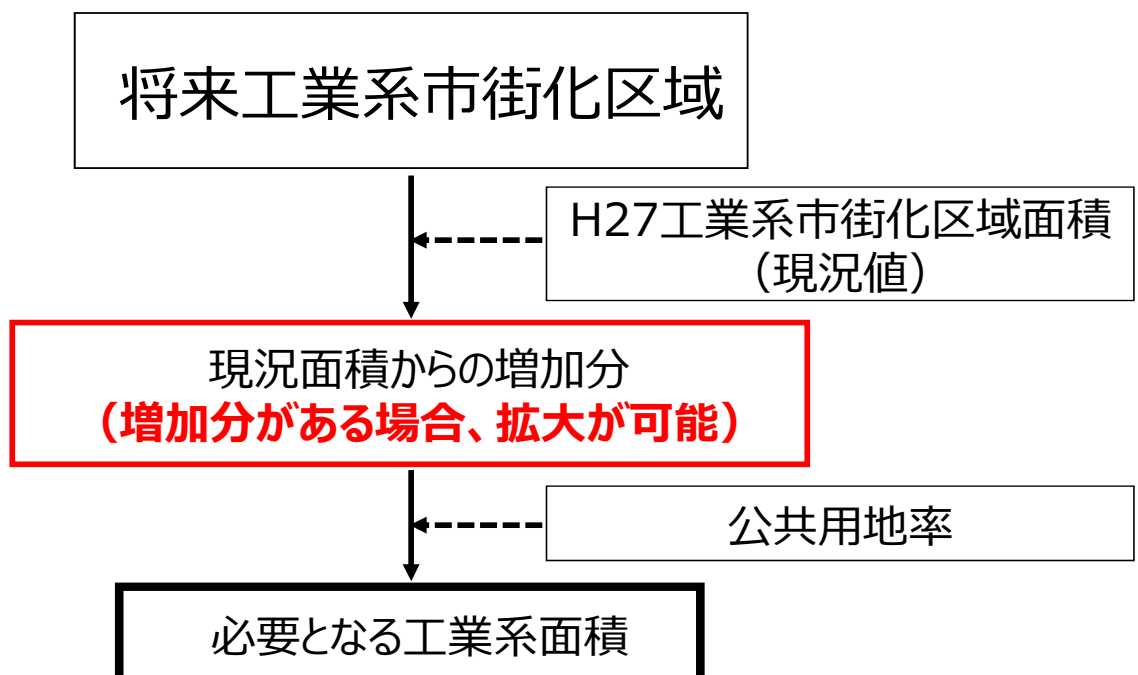 将来工業系市街化区域
H27工業系市街化区域面積
（現況値）
現況面積からの増加分
（増加分がある場合、拡大が可能）
公共用地率
必要となる工業系面積